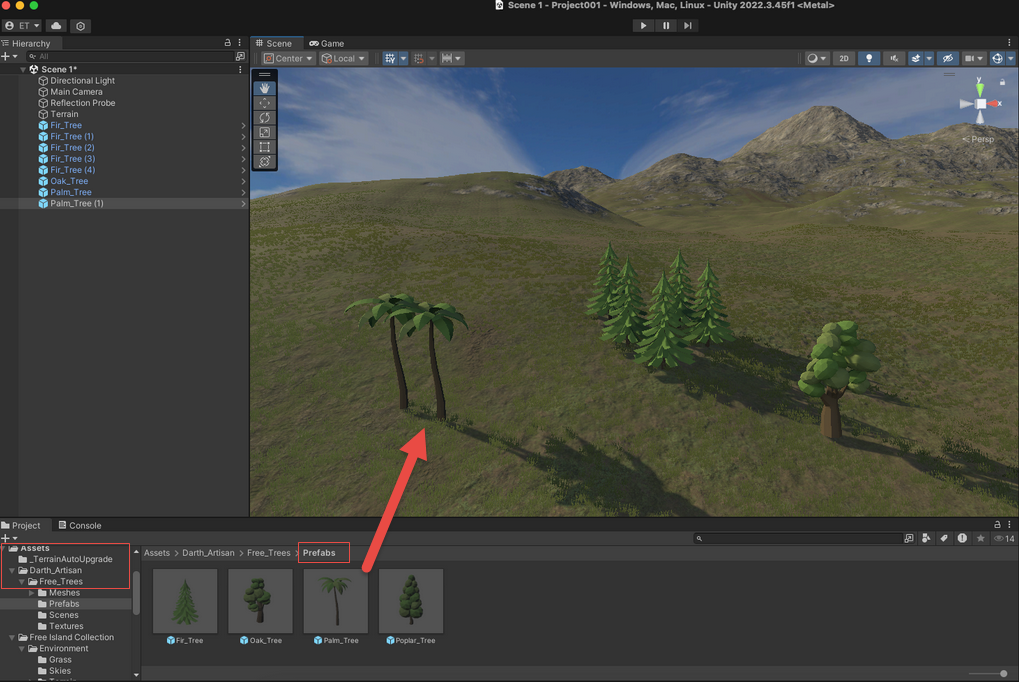 Scene 1 - Project001 - Windows, Mac, Linux - Unity 2022.3.45f1 <Metal>
ET
Hierarchy
All
Scene 1*
Directional Light
Main Camera
Reflection Probe
Terrain
Fir_Tree
Fir_Tree (1)
Fir_Tree (2)
Fir_Tree (3)
Fir_Tree (4)
Oak_Tree
Palm_Tree
Palm_Tree (1)
Scene Game
Center Local 2D
y
x
< Persp
Project Console
14
Assets
_TerrainAutoUpgrade
Darth_Artisan
Free_Trees
Meshes
Prefabs
Scenes
Textures
Free Island Collection
Environment
Grass
Skies
Assets > Darth_Artisan > Free_Trees > Prefabs
Fir_Tree Oak_Tree Palm_Tree Poplar_Tree